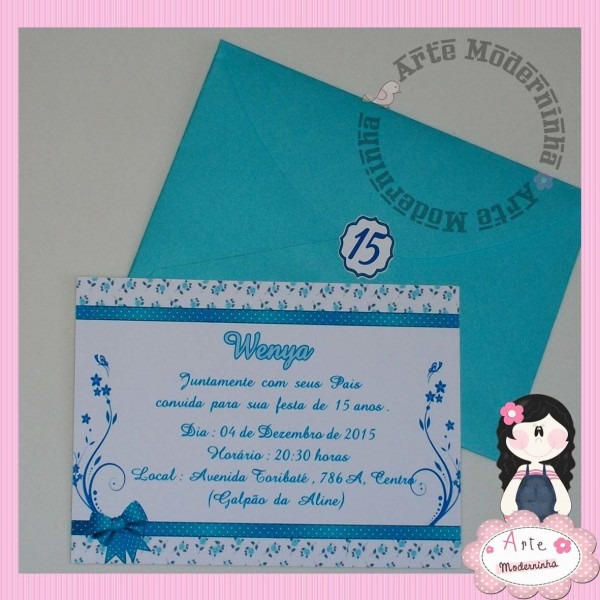 Arte Moderninha
Arte Moderninha
15
Wenya
Juntamente com seus Pais
convida para sua festa de 15 anos.
Dia : 04 de Dezembro de 2015
Horário : 20:30 horas
Local : Avenida Toribaté , 786 A, Centro
(Galpão da Aline)
Arte
Moderninha